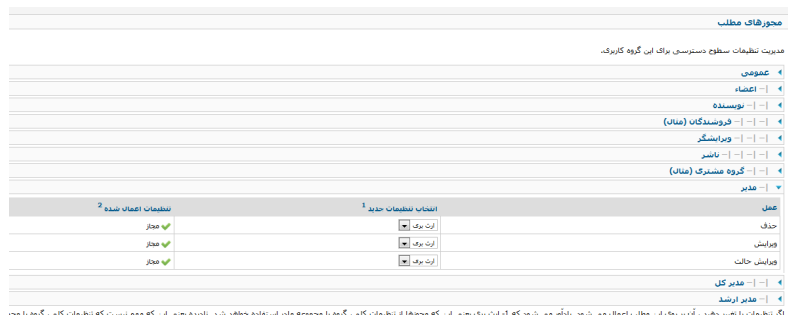 مجوزهای مطلب
مدیریت تنظیمات سطوح دسترسی برای این گروه کاربری.
عمومی
|— اعضاء
|— |— نویسنده
|— |— |— فروشندگان (مثال)
|— |— |— ویرایشگر
|— |— |— |— ناشر
|— |— گروه مشتری (مثال)
|— مدیر
عمل انتخاب تنظیمات جدید 1 تنظیمات اعمال شده 2
حذف ارث بری مجاز
ویرایش ارث بری مجاز
ویرایش حالت ارث بری مجاز
|— |— مدیر کل
|— مدیر ارشد